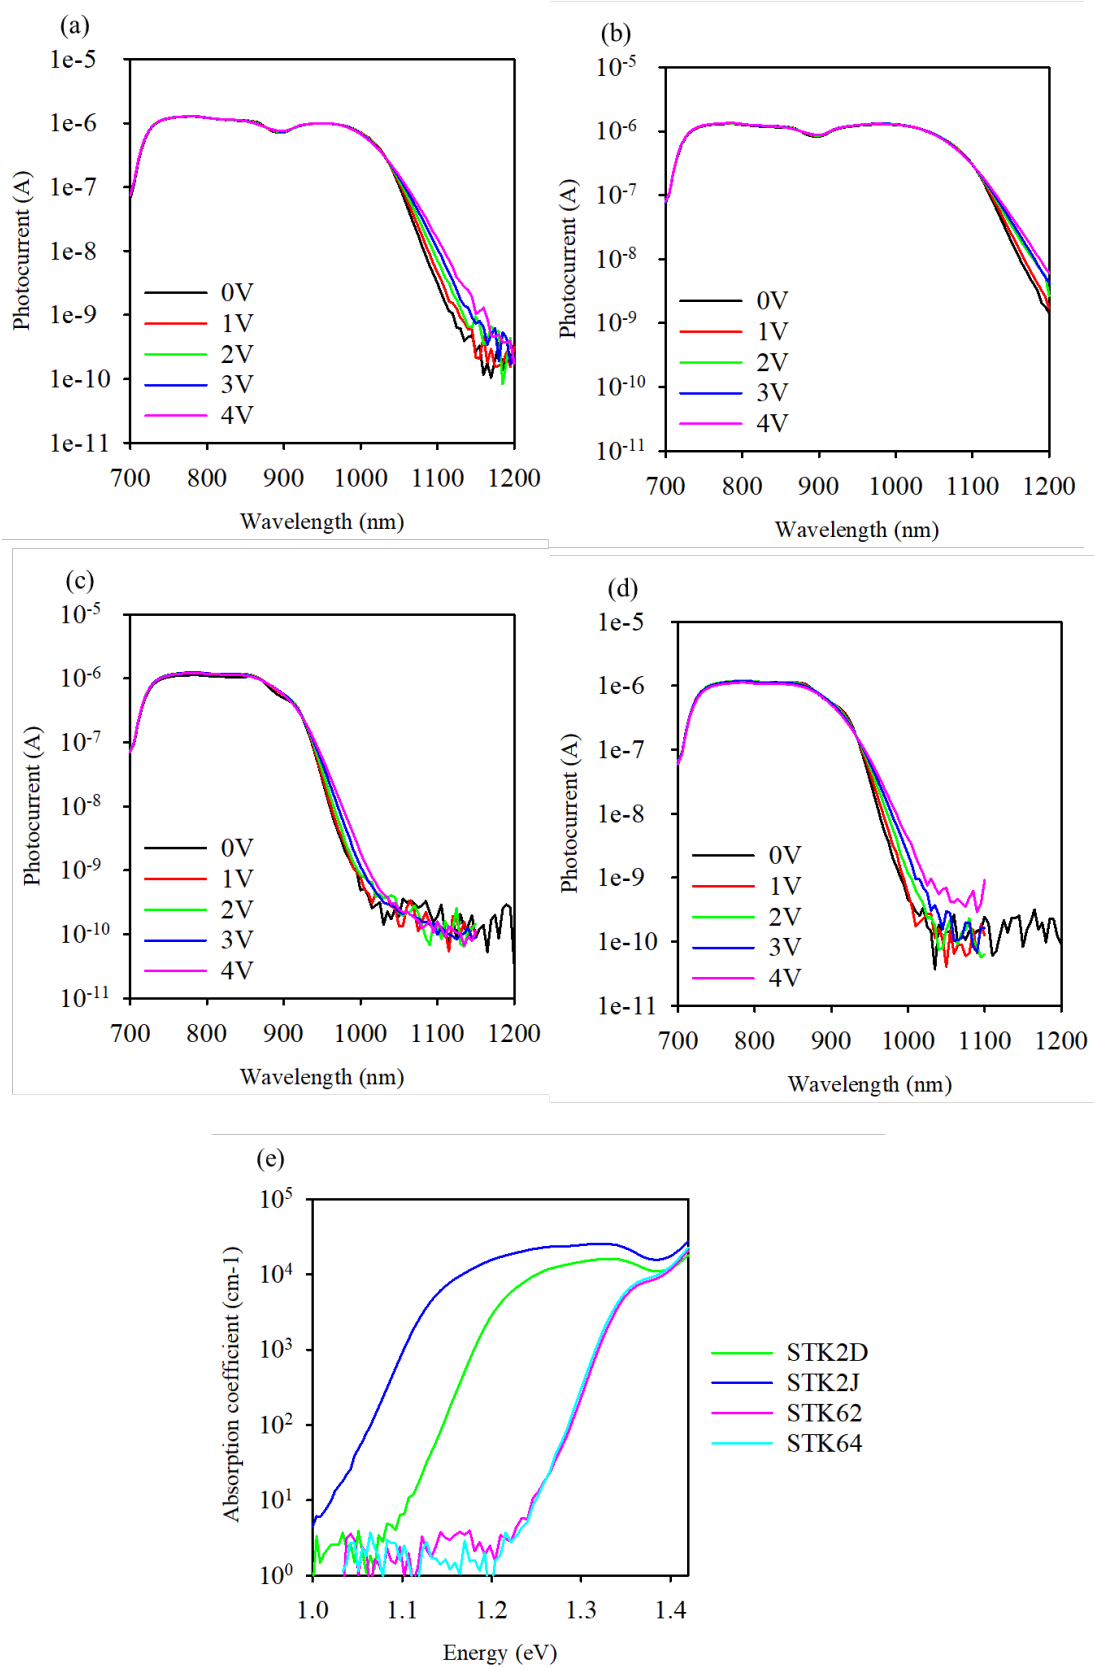 (a)
1e-5
1e-6
1e-7
1e-8
1e-9
1e-10
1e-11
Photocurrent (A)
0V
1V
2V
3V
4V
700 800 900 1000 1100 1200
Wavelength (nm)
(b)
10-5
10-6
10-7
10-8
10-9
10-10
10-11
Photocurrent (A)
0V
1V
2V
3V
4V
700 800 900 1000 1100 1200
Wavelength (nm)
(c)
10-5
10-6
10-7
10-8
10-9
10-10
10-11
Photocurrent (A)
0V
1V
2V
3V
4V
700 800 900 1000 1100 1200
Wavelength (nm)
(d)
1e-5
1e-6
1e-7
1e-8
1e-9
1e-10
1e-11
Photocurrent (A)
0V
1V
2V
3V
4V
700 800 900 1000 1100 1200
Wavelength (nm)
(e)
105
104
103
102
101
100
Absorption coefficient (cm-1)
STK2D
STK2J
STK62
STK64
1.0 1.1 1.2 1.3 1.4
Energy (eV)